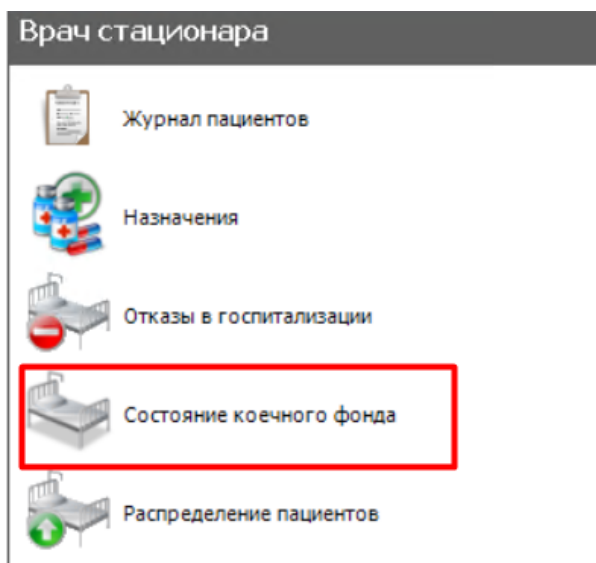 Врач стационара
Журнал пациентов
Назначения
Отказы в госпитализации
Состояние коечного фонда
Распределение пациентов